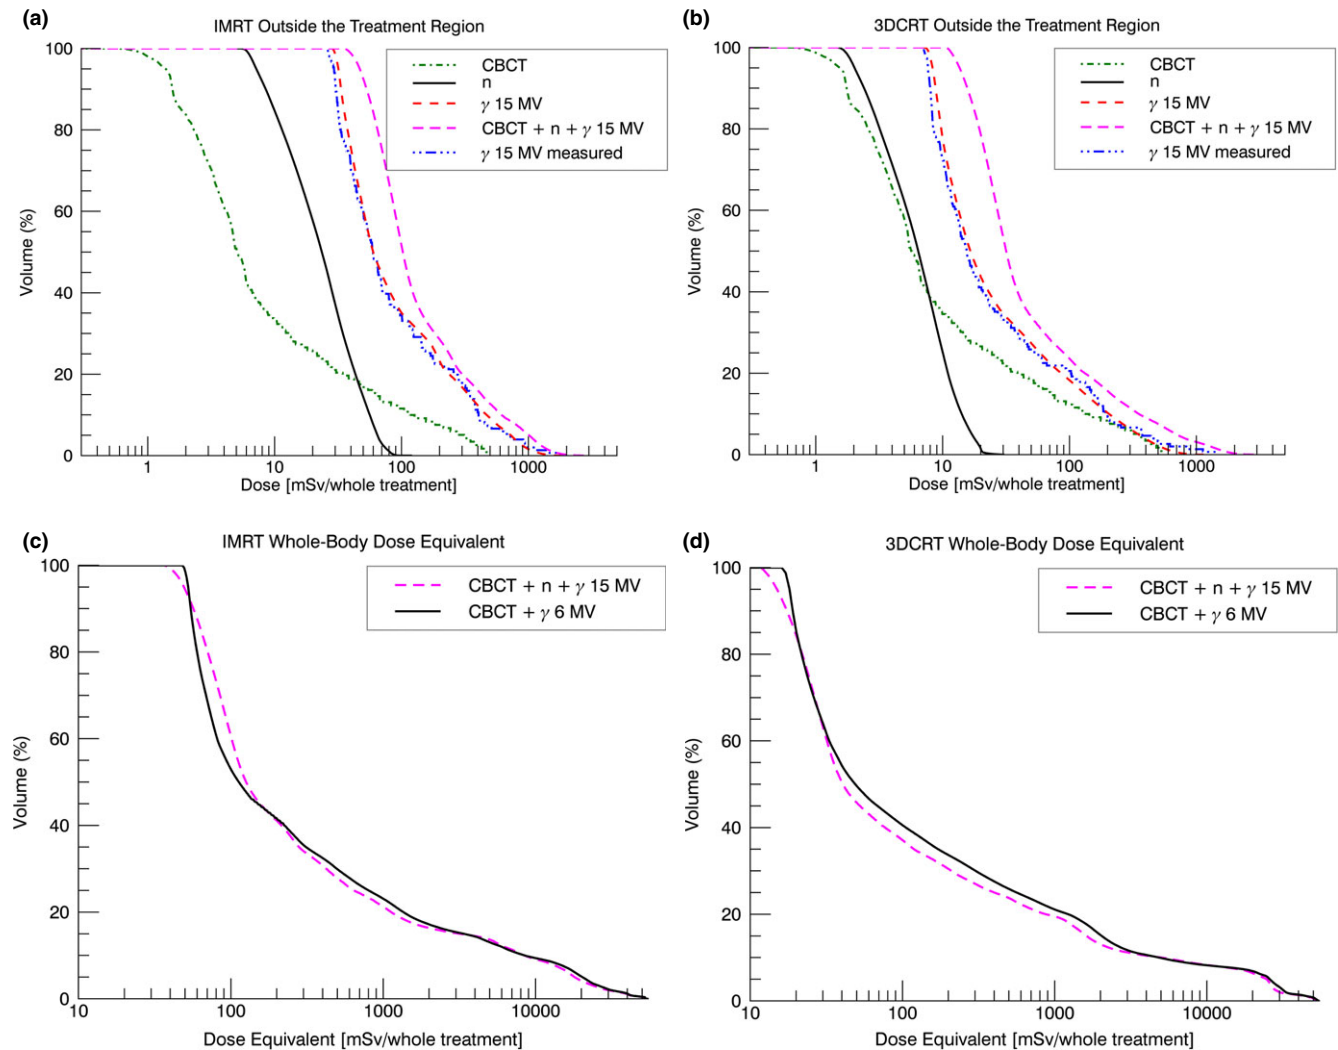 (a)
IMRT Outside the Treatment Region
100
80
60
40
20
0
Volume (%)
CBCT
n
γ 15 MV
CBCT + n + γ 15 MV
γ 15 MV measured
1
10
100
1000
Dose [mSv/whole treatment]
(b)
3DCRT Outside the Treatment Region
100
80
60
40
20
0
Volume (%)
CBCT
n
γ 15 MV
CBCT + n + γ 15 MV
γ 15 MV measured
1
10
100
1000
Dose [mSv/whole treatment]
(c)
IMRT Whole-Body Dose Equivalent
100
80
60
40
20
0
Volume (%)
CBCT + n + γ 15 MV
CBCT + γ 6 MV
10
100
1000
10000
Dose Equivalent [mSv/whole treatment]
(d)
3DCRT Whole-Body Dose Equivalent
100
80
60
40
20
0
Volume (%)
CBCT + n + γ 15 MV
CBCT + γ 6 MV
10
100
1000
10000
Dose Equivalent [mSv/whole treatment]